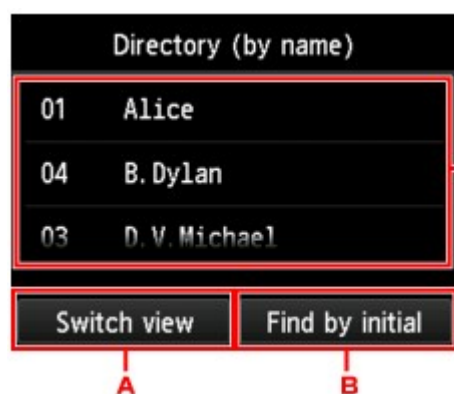 Directory (by name)
01 Alice
04 B.Dylan
03 D.V.Michael
Switch view Find by initial
A B